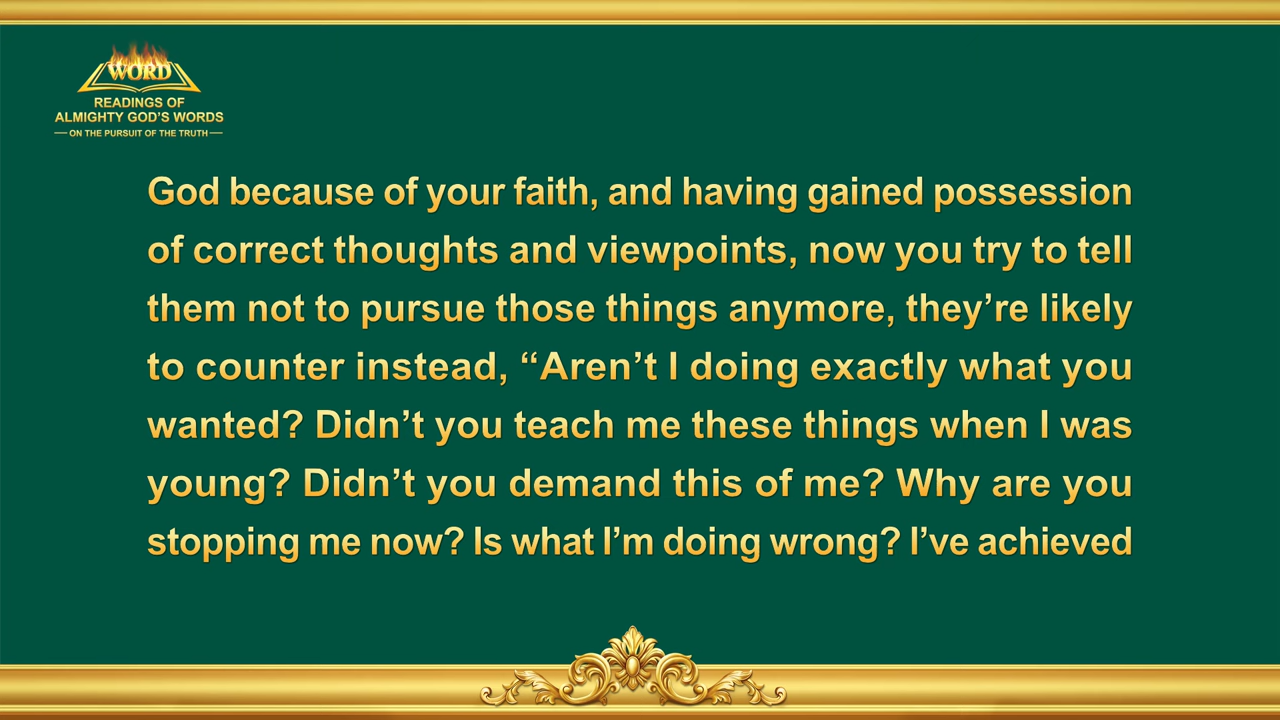 WORD
READINGS OF
ALMIGHTY GOD'S WORDS
— ON THE PURSUIT OF THE TRUTH —
God because of your faith, and having gained possession
of correct thoughts and viewpoints, now you try to tell
them not to pursue those things anymore, they’re likely
to counter instead, “Aren’t I doing exactly what you
wanted? Didn’t you teach me these things when I was
young? Didn’t you demand this of me? Why are you
stopping me now? Is what I’m doing wrong? I’ve achieved